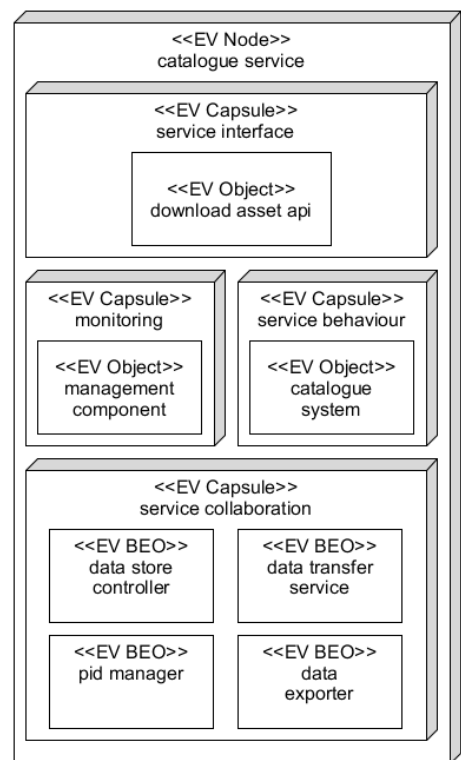 <<EV Node>>
catalogue service
<<EV Capsule>>
service interface
<<EV Object>>
download asset api
<<EV Capsule>>
monitoring
<<EV Object>>
management
component
<<EV Capsule>>
service behaviour
<<EV Object>>
catalogue
system
<<EV Capsule>>
service collaboration
<<EV BEO>>
data store
controller
<<EV BEO>>
data transfer
service
<<EV BEO>>
pid manager
<<EV BEO>>
data
exporter